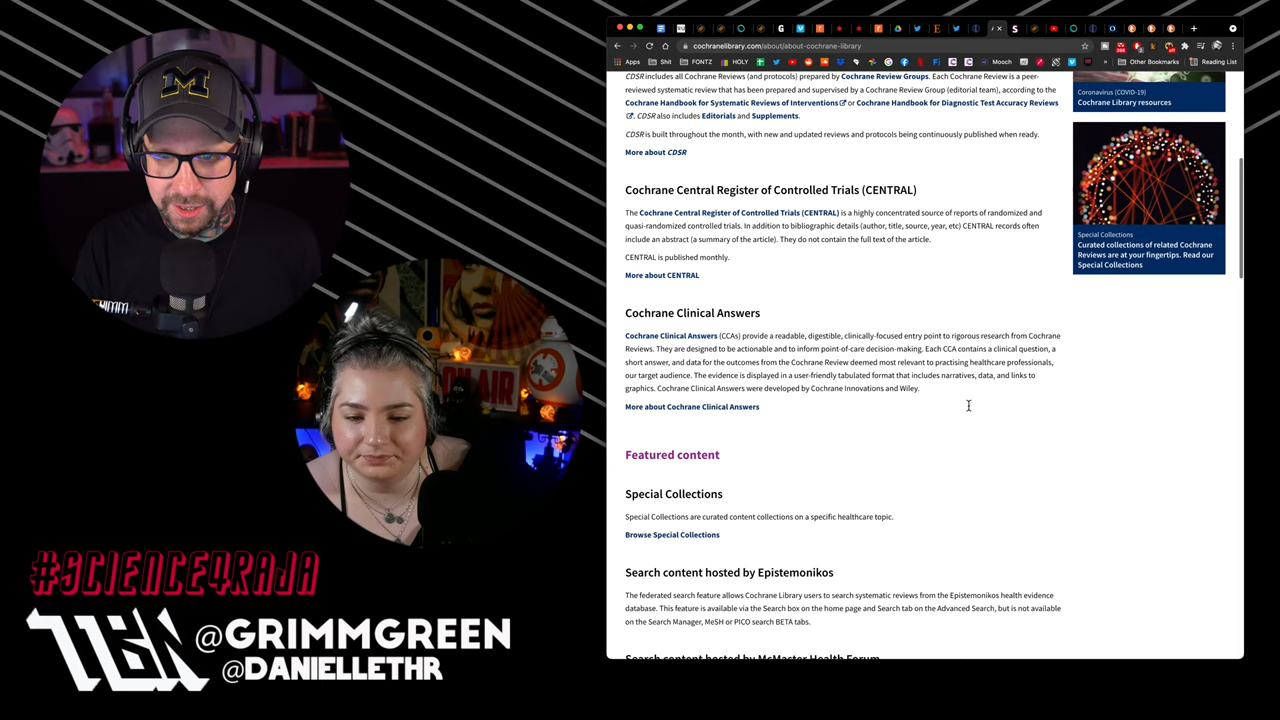 cochranelibrary.com/about/about-cochrane-library
Apps
Shit
FONTZ
HOLY
Mooch
»
Other Bookmarks
Reading List
CDSR includes all Cochrane Reviews (and protocols) prepared by Cochrane Review Groups. Each Cochrane Review is a peer-
reviewed systematic review that has been prepared and supervised by a Cochrane Review Group (editorial team), according to the
Cochrane Handbook for Systematic Reviews of Interventions or Cochrane Handbook for Diagnostic Test Accuracy Reviews
. CDSR also includes Editorials and Supplements.
CDSR is built throughout the month, with new and updated reviews and protocols being continuously published when ready.
More about CDSR
Cochrane Central Register of Controlled Trials (CENTRAL)
The Cochrane Central Register of Controlled Trials (CENTRAL) is a highly concentrated source of reports of randomized and
quasi-randomized controlled trials. In addition to bibliographic details (author, title, source, year, etc) CENTRAL records often
include an abstract (a summary of the article). They do not contain the full text of the article.
CENTRAL is published monthly.
More about CENTRAL
Cochrane Clinical Answers
Cochrane Clinical Answers (CCAs) provide a readable, digestible, clinically-focused entry point to rigorous research from Cochrane
Reviews. They are designed to be actionable and to inform point-of-care decision-making. Each CCA contains a clinical question, a
short answer, and data for the outcomes from the Cochrane Review deemed most relevant to practising healthcare professionals,
our target audience. The evidence is displayed in a user-friendly tabulated format that includes narratives, data, and links to
graphics. Cochrane Clinical Answers were developed by Cochrane Innovations and Wiley.
More about Cochrane Clinical Answers
Featured content
Special Collections
Special Collections are curated content collections on a specific healthcare topic.
Browse Special Collections
Search content hosted by Epistemonikos
The federated search feature allows Cochrane Library users to search systematic reviews from the Epistemonikos health evidence
database. This feature is available via the Search box on the home page and Search tab on the Advanced Search, but is not available
on the Search Manager, MeSH or PICO search BETA tabs.
Search content hosted by McMaster Health Forum
Coronavirus (COVID-19)
Cochrane Library resources
Special Collections
Curated collections of related Cochrane
Reviews are at your fingertips. Read our
Special Collections
M
AIR
#SCIENCE4RAJA
@GRIMMGREEN
@DANIELLETHR